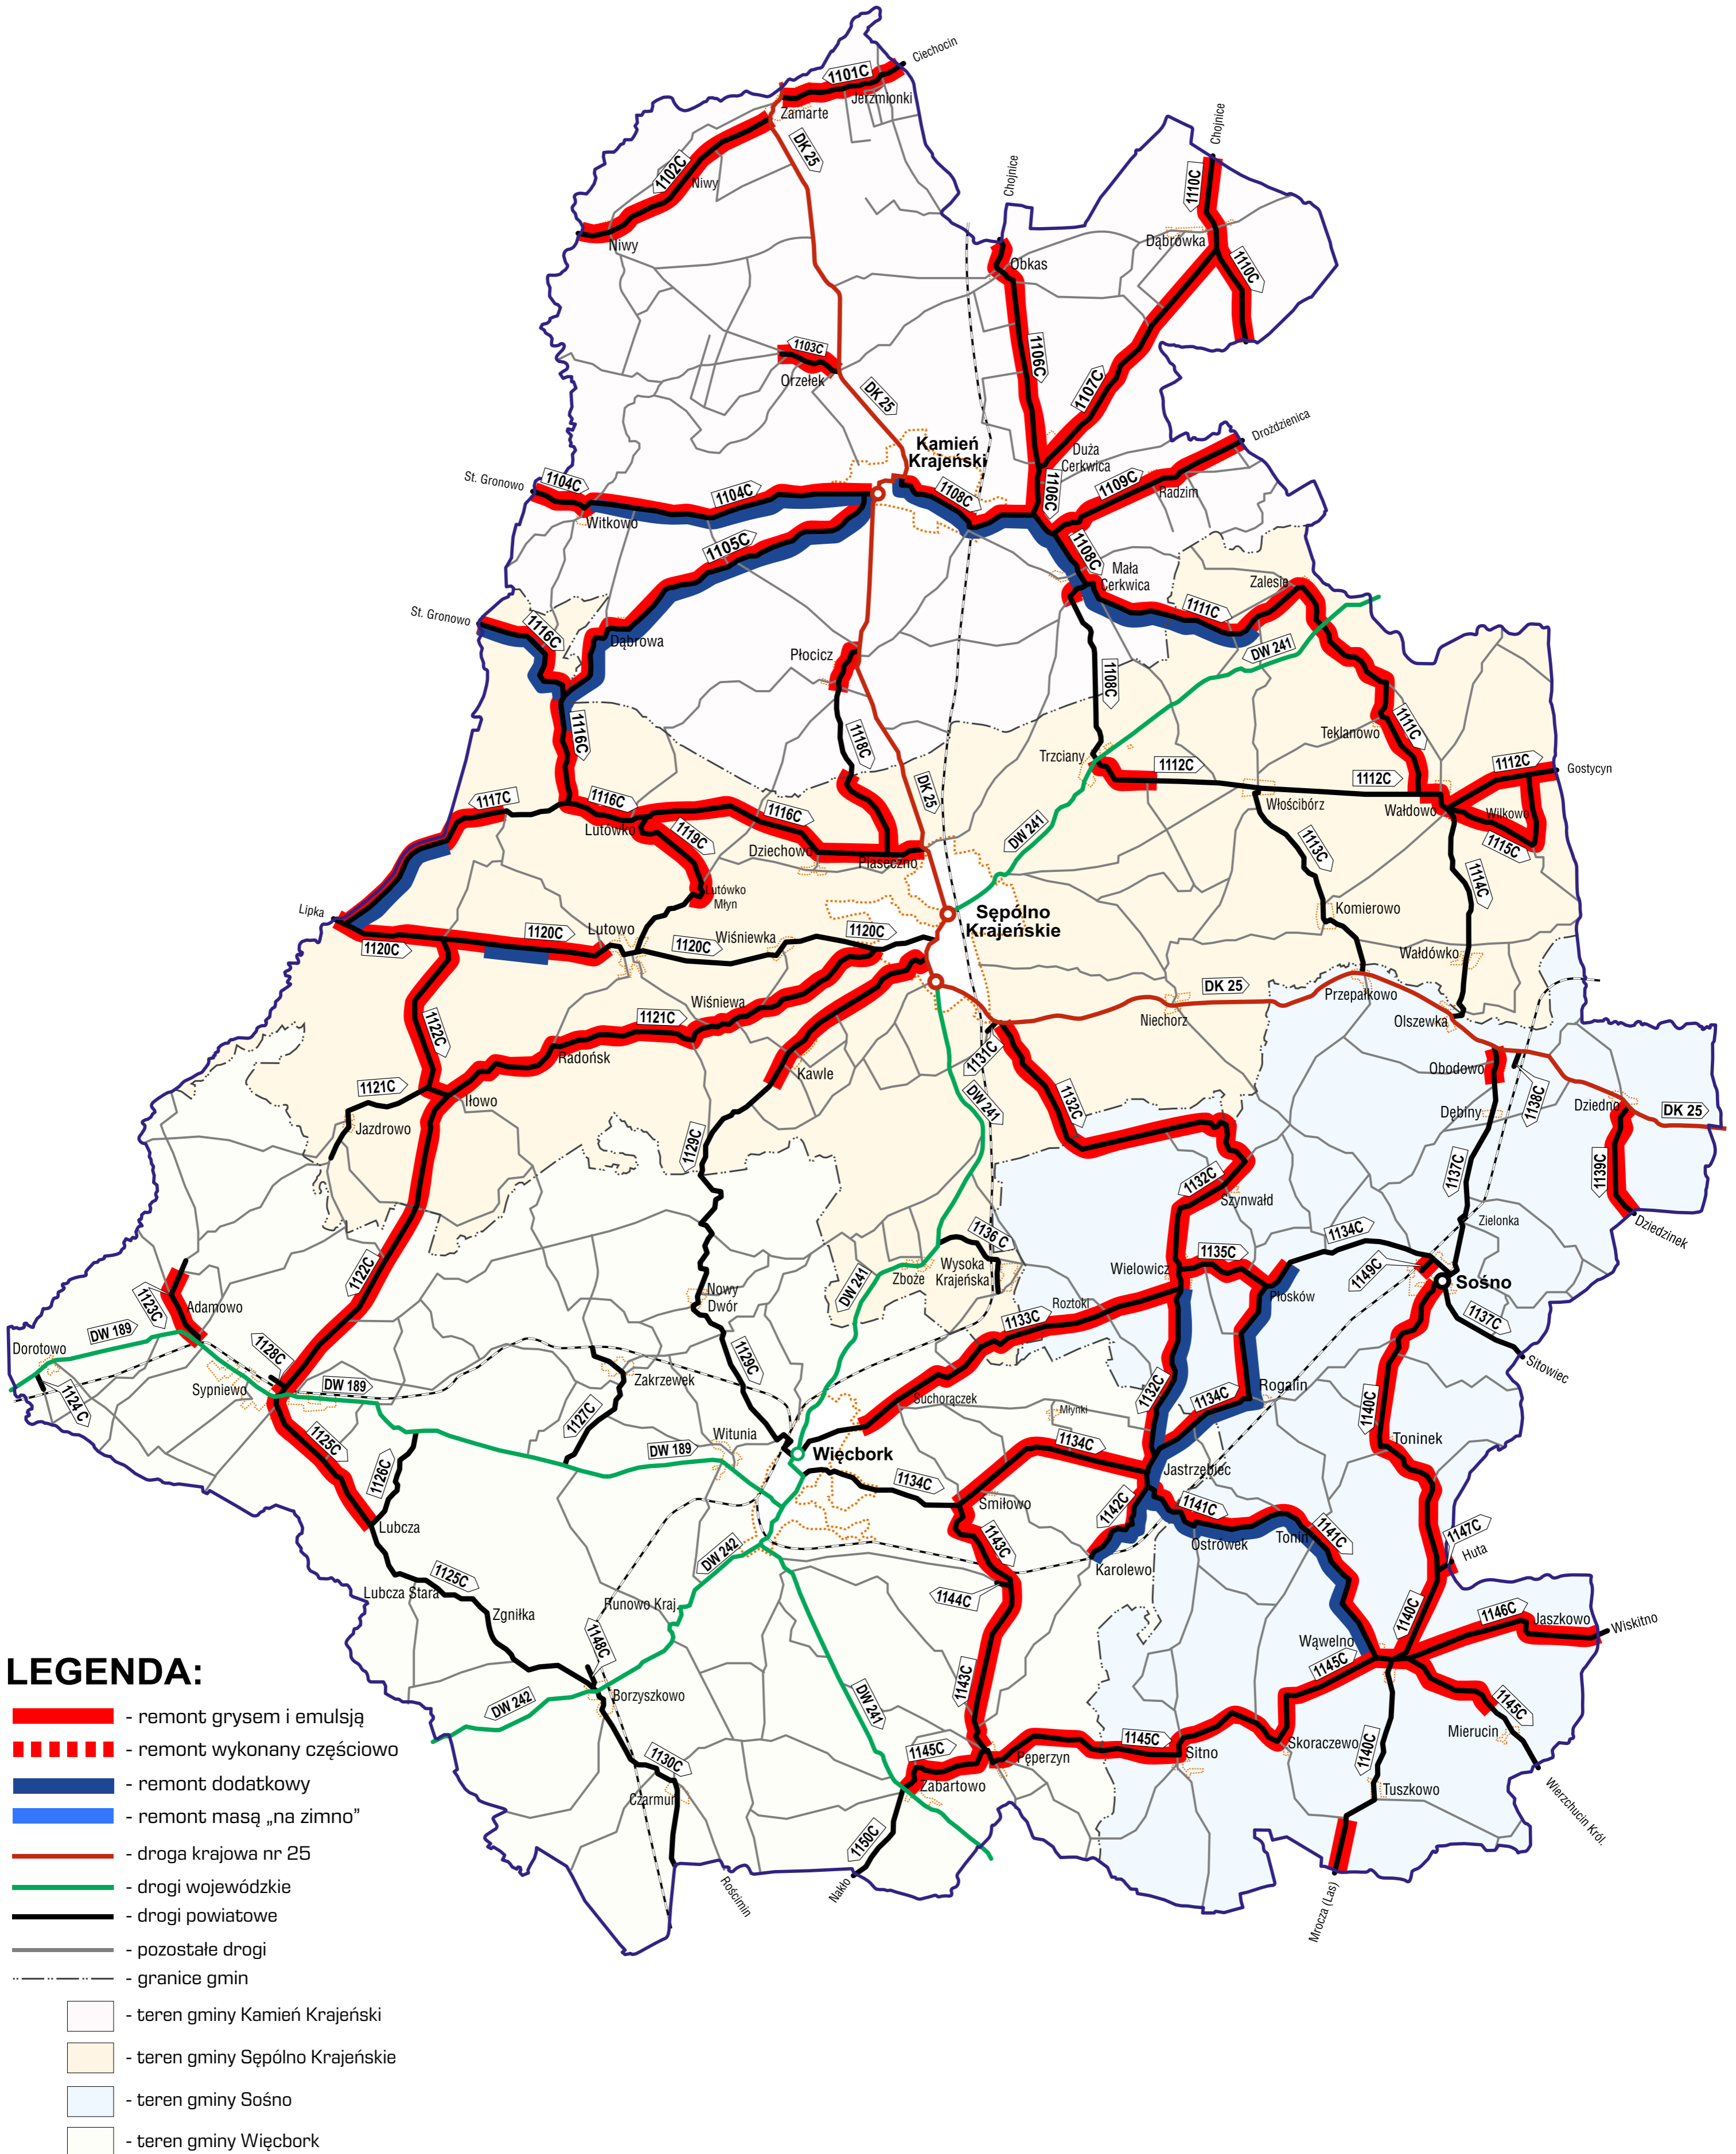 Ciechocin
1101C
Jerzmionki
Zamarte
DK 25
1102C
Niwy
Niwy
Chojnice
Chojnice
1110C
Dąbrówka
1110C
Obkas
1103C
Orzełek
1106C
1107C
DK 25
Kamień
Krajeński
Duża
Cerkwica
Drożdzienica
St. Gronowo
1104C
1104C
1108C
1106C
1109C
Radzim
Witkowo
1105C
1108C
Mała
Cerkwica
Zalesie
St. Gronowo
1116C
Dąbrowa
1111C
DW 241
Płocicz
1108C
1116C
1118C
Teklanowo
1111C
Trzciany
1112C
1112C
1112C
Gostycyn
DK 25
1117C
1116C
1116C
Włościbórz
Wałdowo
Wilkowo
Lutówko
1119C
DW 241
Dziechowo
Piaseczno
1113C
1115C
1114C
Lutówko
Młyn
Lipka
Sępólno
Krajeńskie
Komierowo
1120C
1120C
Lutowo
1120C
Wiśniewka
1120C
Wałdówko
DK 25
Przepałkowo
Wiśniewa
1121C
Niechorz
Olszewka
1122C
Radońsk
1131C
Kawle
Obodowo
1138C
1121C
Iłowo
DW 241
1132C
Dębiny
Dziedno
DK 25
Jazdrowo
1129C
1137C
1139C
1132C
Szynwałd
Zielonka
Dziedzinek
1136 C
1134C
1135C
Wysoka
Krajeńska
Wielowicz
1149C
Sośno
1122C
Zboże
DW 241
Nowy
Dwór
Płosków
1123C
Adamowo
Roztoki
1133C
1137C
DW 189
Dorotowo
1128C
1129C
Sitowiec
Zakrzewek
1124 C
Sypniewo
DW 189
1132C
Rogalin
Suchorączek
1134C
Młynki
1140C
1127C
1125C
Witunia
DW 189
Więcbork
1134C
Toninek
1126C
1134C
Jastrzębiec
Śmiłowo
1142C
1141C
Lubcza
1143C
Ostrówek
Tonin
1141C
1147C
Huta
DW 242
Karolewo
1125C
Lubcza Stara
1144C
Zgniłka
Runowo Kraj.
1140C
1146C
Jaszkowo
Wiskitno
1148C
Wąwelno
1145C
1143C
Borzyszkowo
DW 242
DW 241
1145C
Mierucin
1145C
1145C
Skoraczewo
1140C
Sitno
Pęperzyn
1130C
Zabartowo
Czarmuń
Tuszkowo
Wierzchucin Król.
1150C
Nakło
Rościmin
Mrocza (Las)
LEGENDA:
- remont grysem i emulsją
- remont wykonany częściowo
- remont dodatkowy
- remont masą „na zimno”
- droga krajowa nr 25
- drogi wojewódzkie
- drogi powiatowe
- pozostałe drogi
- granice gmin
- teren gminy Kamień Krajeński
- teren gminy Sępólno Krajeńskie
- teren gminy Sośno
- teren gminy Więcbork